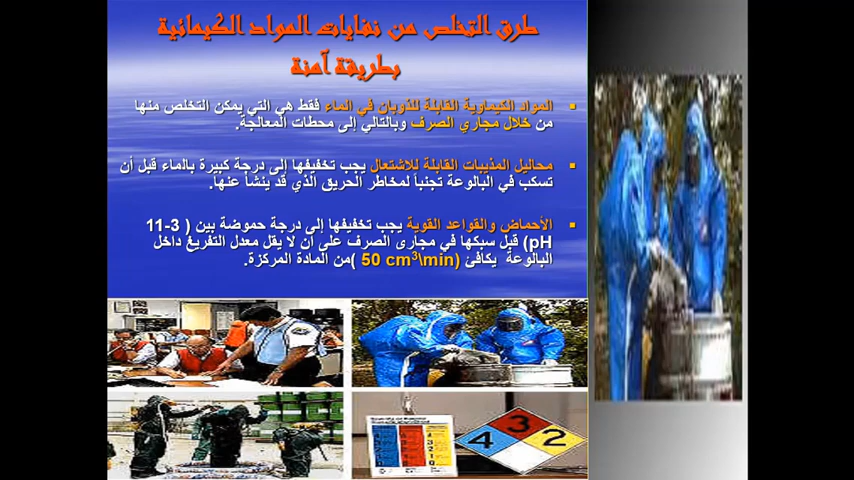 طرق التخلص من نفايات المواد الكيمائية
بطريقة آمنة
المواد الكيماوية القابلة للذوبان في الماء فقط هي التي يمكن التخلص منها
من خلال مجاري الصرف وبالتالي إلى محطات المعالجة.
محاليل المذيبات القابلة للاشتعال يجب تخفيفها إلى درجة كبيرة بالماء قبل أن
تسكب في البالوعة تجنباً لمخاطر الحريق الذي قد ينشأ عنها.
الأحماض والقواعد القوية يجب تخفيفها إلى درجة حموضة بين ( 3-11
pH) قبل سبكها في مجارى الصرف على أن لا يقل معدل التفريغ داخل
البالوعة يكافئ (50 cm³\min )من المادة المركزة.
3
4 2